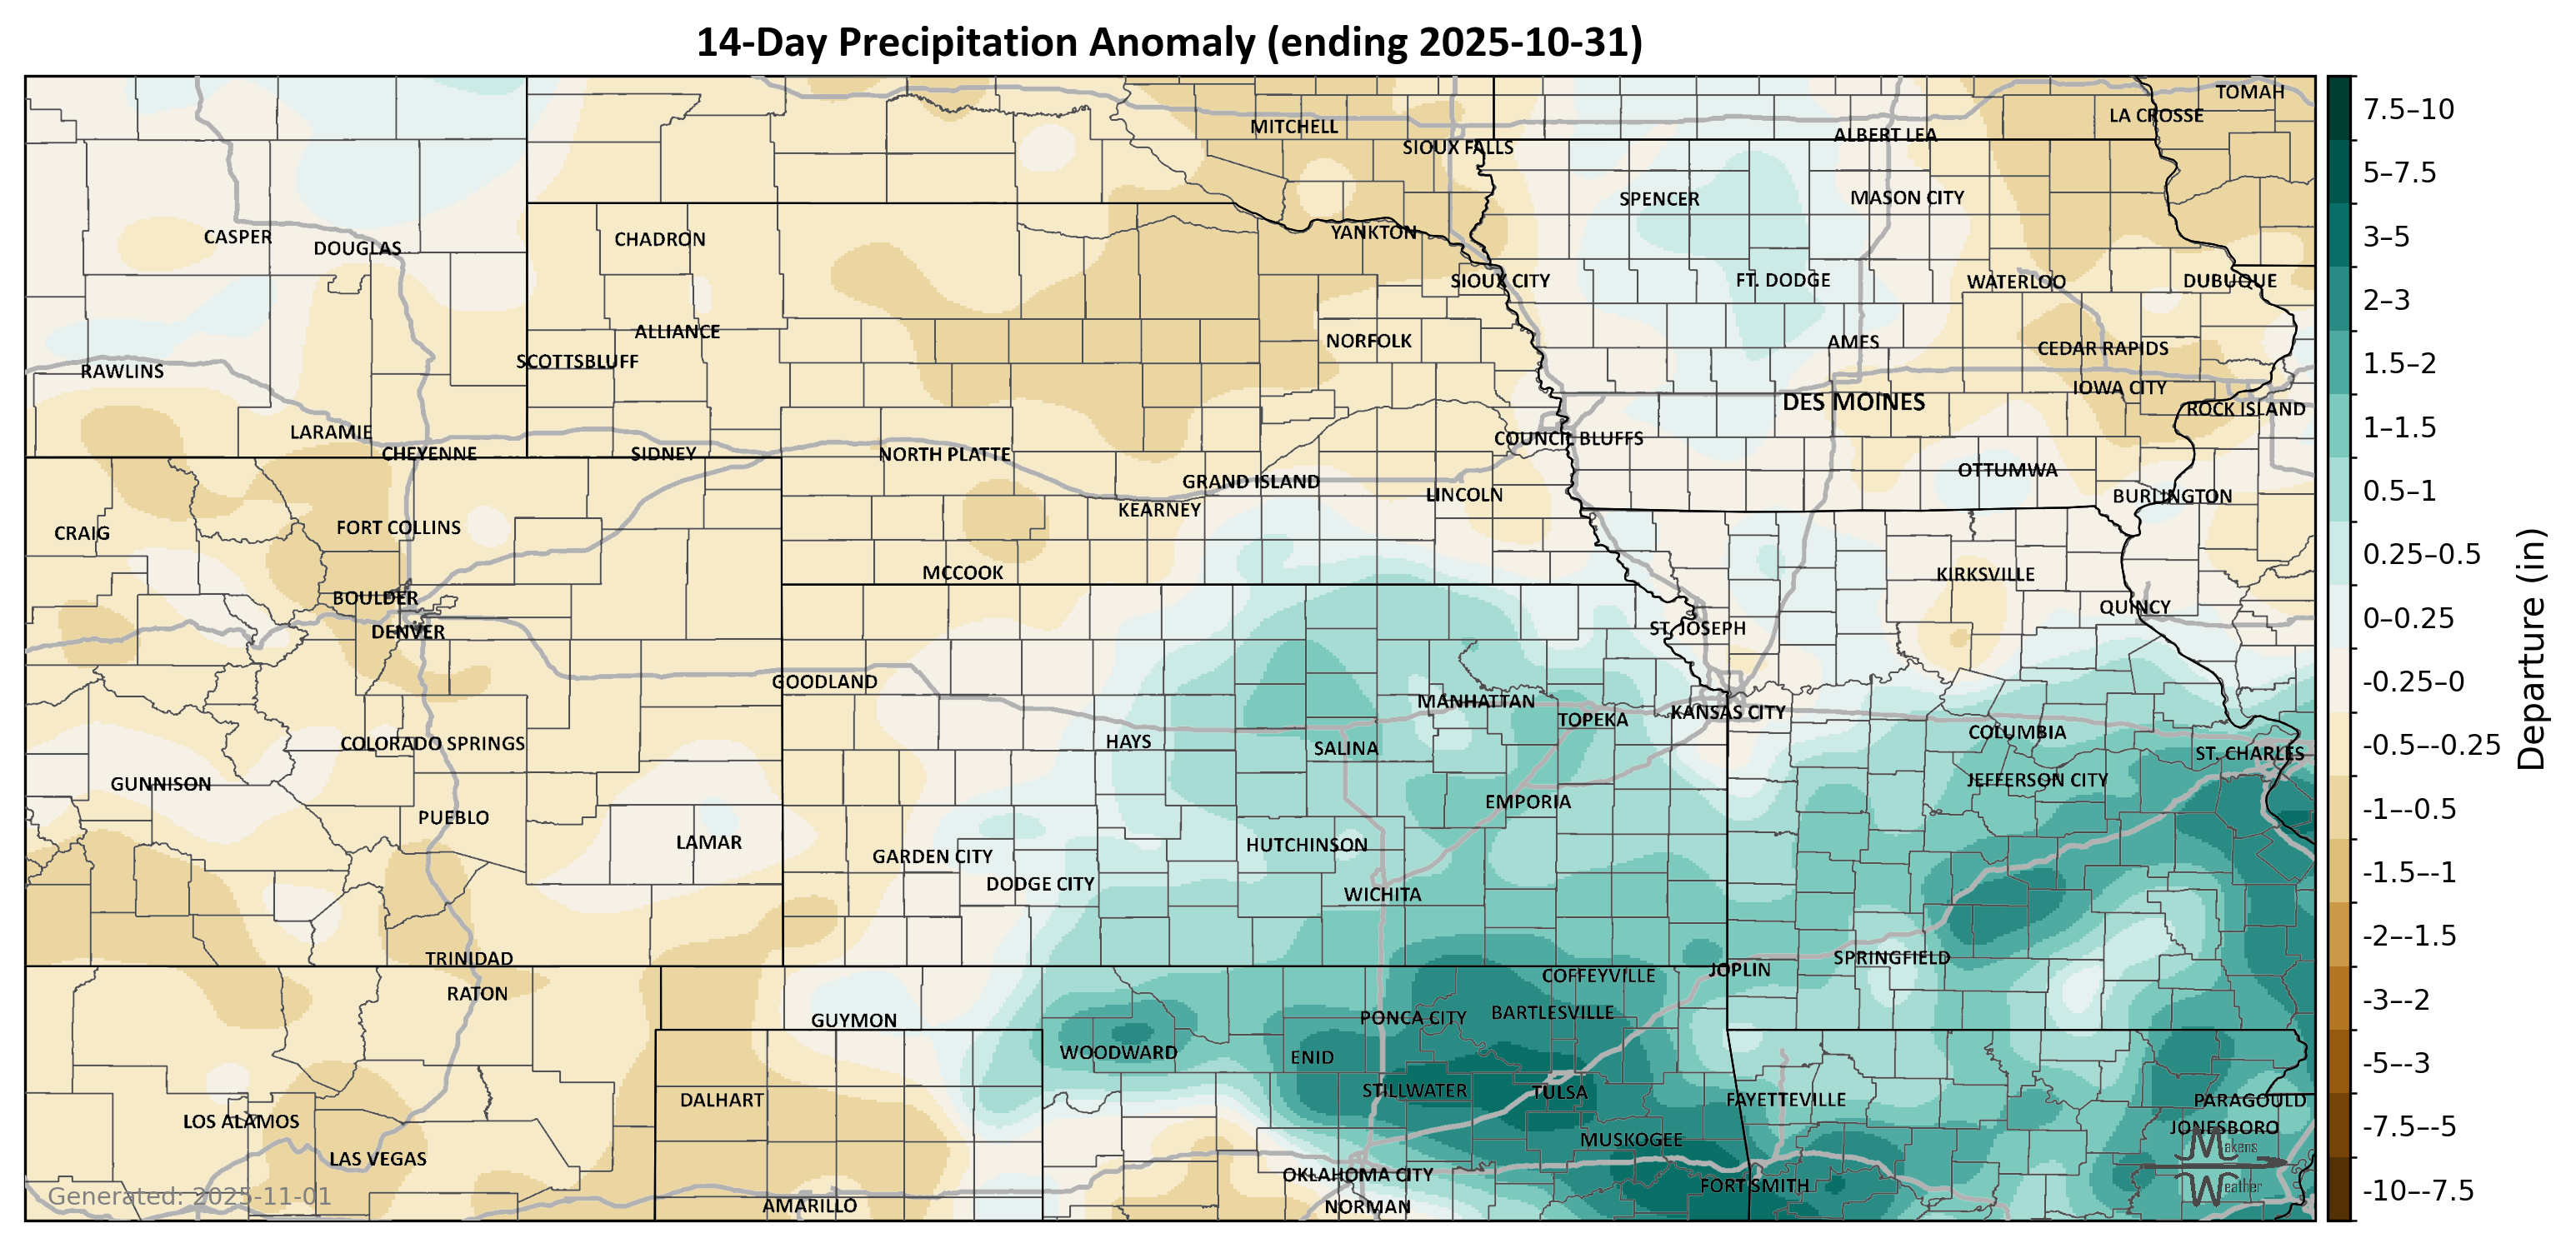 14-Day Precipitation Anomaly (ending 2025-10-31)
TOMAH
LA CROSSE
MITCHELL
ALBERT LEA
SIOUX FALLS
SPENCER
MASON CITY
YANKTON
CASPER
CHADRON
DOUGLAS
SIOUX CITY
FT. DODGE
WATERLOO
DUBUQUE
ALLIANCE
NORFOLK
AMES
CEDAR RAPIDS
SCOTTSBLUFF
RAWLINS
IOWA CITY
DES MOINES
ROCK ISLAND
LARAMIE
COUNCIL BLUFFS
CHEYENNE
SIDNEY
NORTH PLATTE
OTTUMWA
GRAND ISLAND
LINCOLN
BURLINGTON
KEARNEY
CRAIG
FORT COLLINS
MCCOOK
KIRKSVILLE
BOULDER
QUINCY
DENVER
ST. JOSEPH
GOODLAND
MANHATTAN
TOPEKA
KANSAS CITY
COLUMBIA
COLORADO SPRINGS
HAYS
SALINA
ST. CHARLES
GUNNISON
JEFFERSON CITY
EMPORIA
PUEBLO
LAMAR
HUTCHINSON
GARDEN CITY
DODGE CITY
WICHITA
TRINIDAD
SPRINGFIELD
COFFEYVILLE
JOPLIN
RATON
GUYMON
PONCA CITY
BARTLESVILLE
WOODWARD
ENID
STILLWATER
TULSA
DALHART
FAYETTEVILLE
PARAGOULD
LOS ALAMOS
JONESBORO
MUSKOGEE
LAS VEGAS
OKLAHOMA CITY
FORT SMITH
AMARILLO
NORMAN
Generated: 2025-11-01
Makens
Weather
7.5–10
5–7.5
3–5
2–3
1.5–2
1–1.5
0.5–1
0.25–0.5
0–0.25
-0.25–0
-0.5–-0.25
-1–-0.5
-1.5–-1
-2–-1.5
-3–-2
-5–-3
-7.5–-5
-10–-7.5
Departure (in)